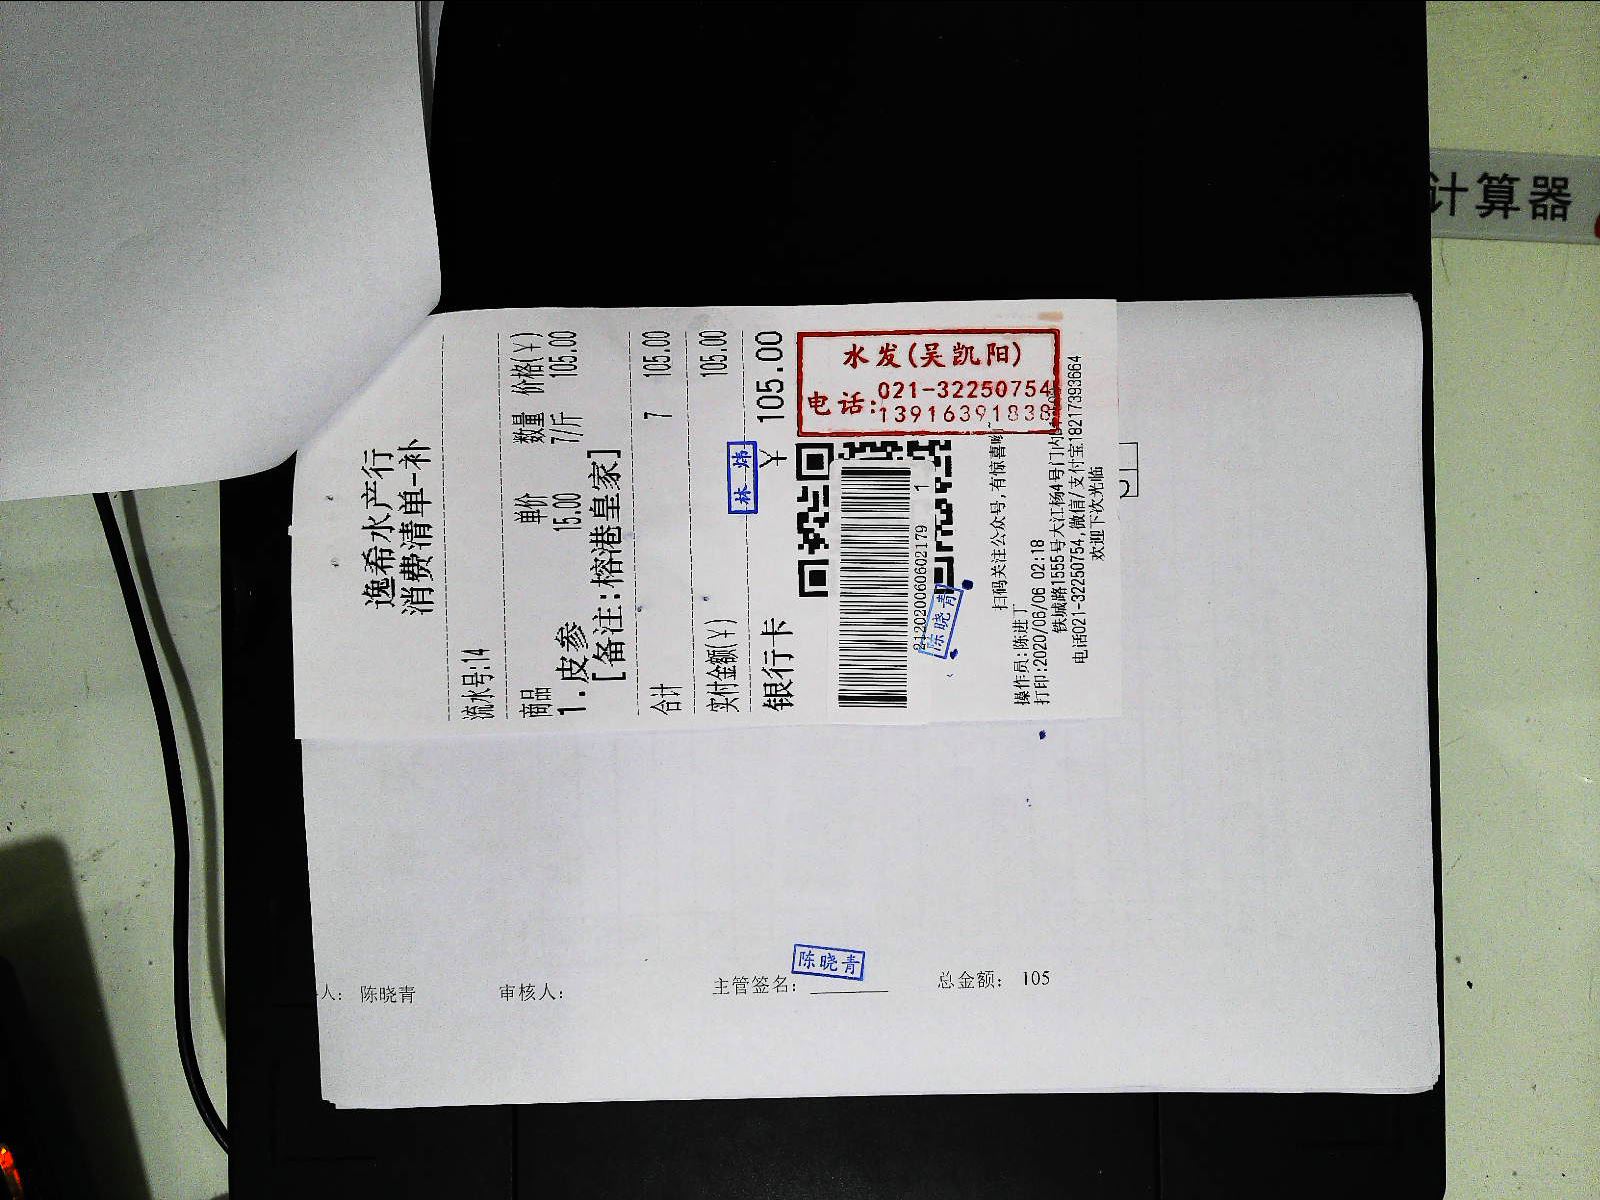 逸希水产行
消费清单-补
流水号:14
商品 单价 数量 价格(¥)
1.皮参 15.00 7/斤 105.00
[备注:榕港皇家]
合计 7 105.00
实付金额(¥) 105.00
林炜
银行卡 105.00
水发(吴凯阳)
电话:021-32250754
13916391838
212020060602179 1
陈晓青
扫码关注公众号,有惊喜
操作员:陈进丁
打印:2020/06/06 02:18
铁城路1555号大江杨4号门内
电话021-32250754,微信/支付宝18217393664
欢迎下次光临
人: 陈晓青 审核人: 主管签名: 陈晓青 总金额: 105
计算器